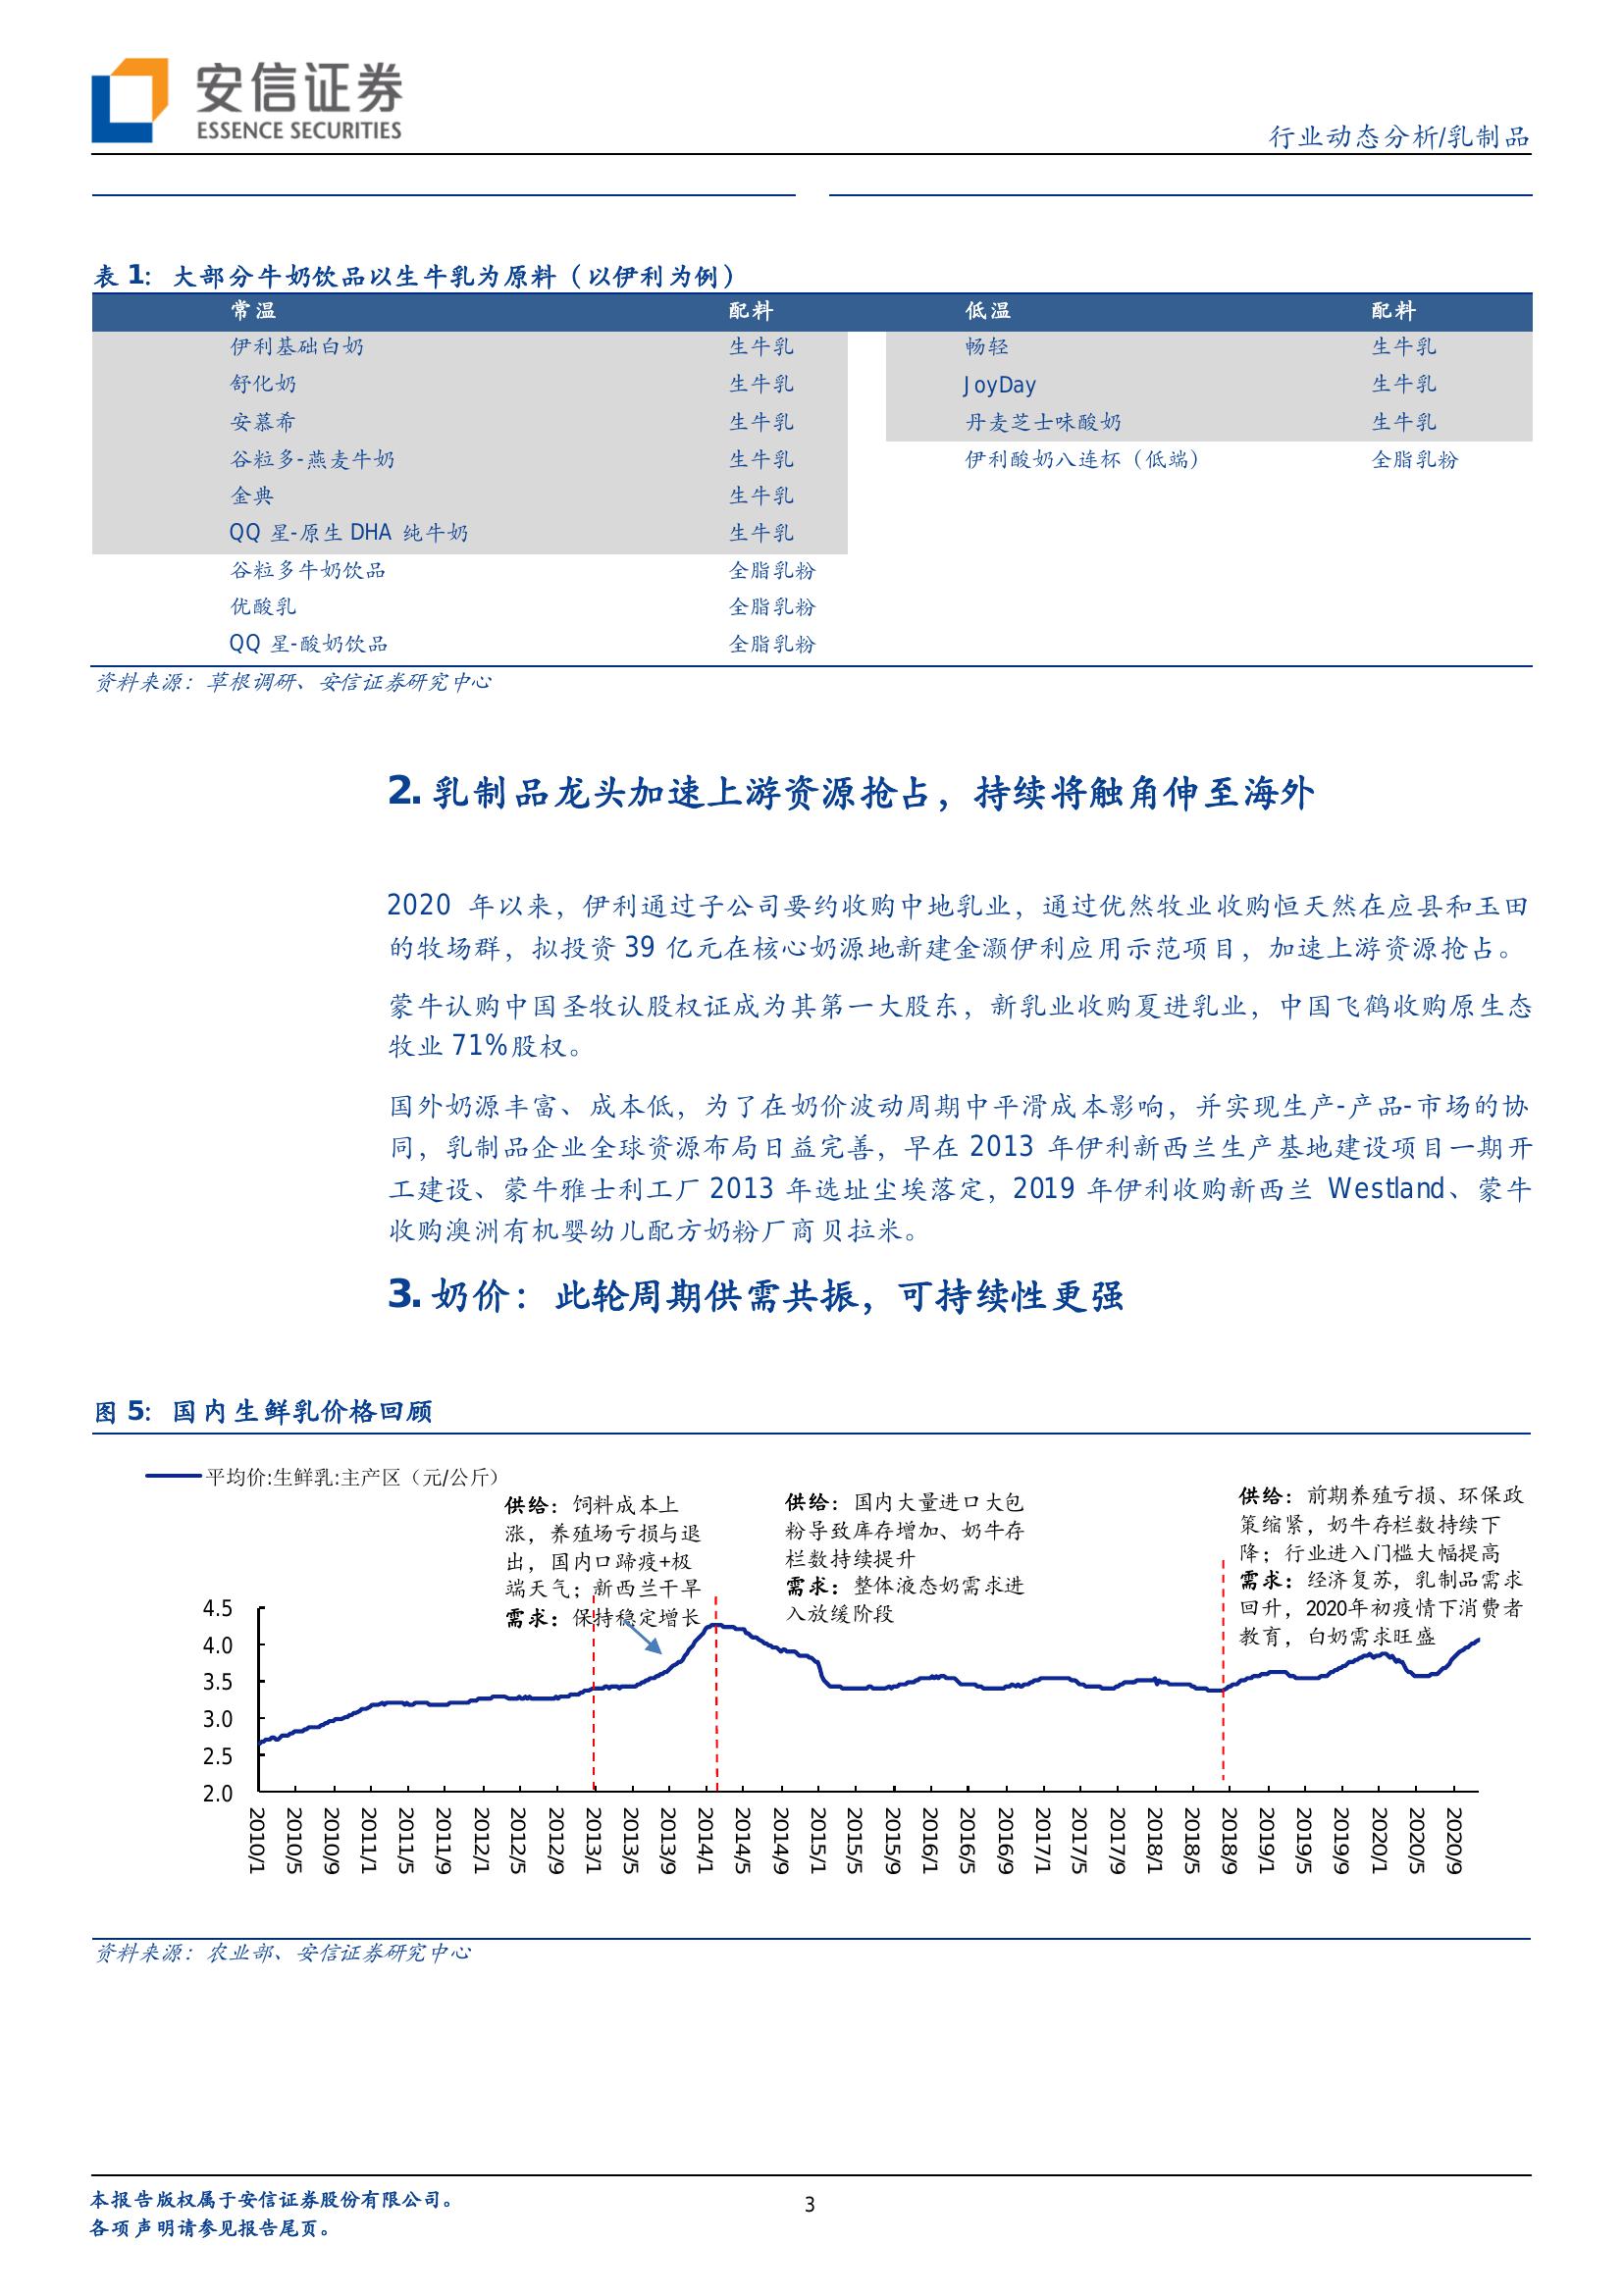 安信证券
ESSENCE SECURITIES
行业动态分析/乳制品
表 1：大部分牛奶饮品以生牛乳为原料（以伊利为例）
常温 配料 低温 配料
伊利基础白奶 生牛乳 畅轻 生牛乳
舒化奶 生牛乳 JoyDay 生牛乳
安慕希 生牛乳 丹麦芝士味酸奶 生牛乳
谷粒多-燕麦牛奶 生牛乳 伊利酸奶八连杯（低端） 全脂乳粉
金典 生牛乳
QQ 星-原生 DHA 纯牛奶 生牛乳
谷粒多牛奶饮品 全脂乳粉
优酸乳 全脂乳粉
QQ 星-酸奶饮品 全脂乳粉
资料来源：草根调研、安信证券研究中心
2. 乳制品龙头加速上游资源抢占，持续将触角伸至海外
2020 年以来，伊利通过子公司要约收购中地乳业，通过优然牧业收购恒天然在应县和玉田
的牧场群，拟投资 39 亿元在核心奶源地新建金灏伊利应用示范项目，加速上游资源抢占。
蒙牛认购中国圣牧认股权证成为其第一大股东，新乳业收购夏进乳业，中国飞鹤收购原生态
牧业 71%股权。
国外奶源丰富、成本低，为了在奶价波动周期中平滑成本影响，并实现生产-产品-市场的协
同，乳制品企业全球资源布局日益完善，早在 2013 年伊利新西兰生产基地建设项目一期开
工建设、蒙牛雅士利工厂 2013 年选址尘埃落定，2019 年伊利收购新西兰 Westland、蒙牛
收购澳洲有机婴幼儿配方奶粉厂商贝拉米。
3. 奶价：此轮周期供需共振，可持续性更强
图 5：国内生鲜乳价格回顾
平均价:生鲜乳:主产区（元/公斤）
供给：饲料成本上
涨，养殖场亏损与退
出，国内口蹄疫+极
端天气；新西兰干旱
需求：保持稳定增长
供给：国内大量进口大包
粉导致库存增加、奶牛存
栏数持续提升
需求：整体液态奶需求进
入放缓阶段
供给：前期养殖亏损、环保政
策缩紧，奶牛存栏数持续下
降；行业进入门槛大幅提高
需求：经济复苏，乳制品需求
回升，2020年初疫情下消费者
教育，白奶需求旺盛
4.5
4.0
3.5
3.0
2.5
2.0
2010/1 2010/5 2010/9 2011/1 2011/5 2011/9 2012/1 2012/5 2012/9 2013/1 2013/5 2013/9 2014/1 2014/5 2014/9 2015/1 2015/5 2015/9 2016/1 2016/5 2016/9 2017/1 2017/5 2017/9 2018/1 2018/5 2018/9 2019/1 2019/5 2019/9 2020/1 2020/5 2020/9
资料来源：农业部、安信证券研究中心
本报告版权属于安信证券股份有限公司。
各项声明请参见报告尾页。
3